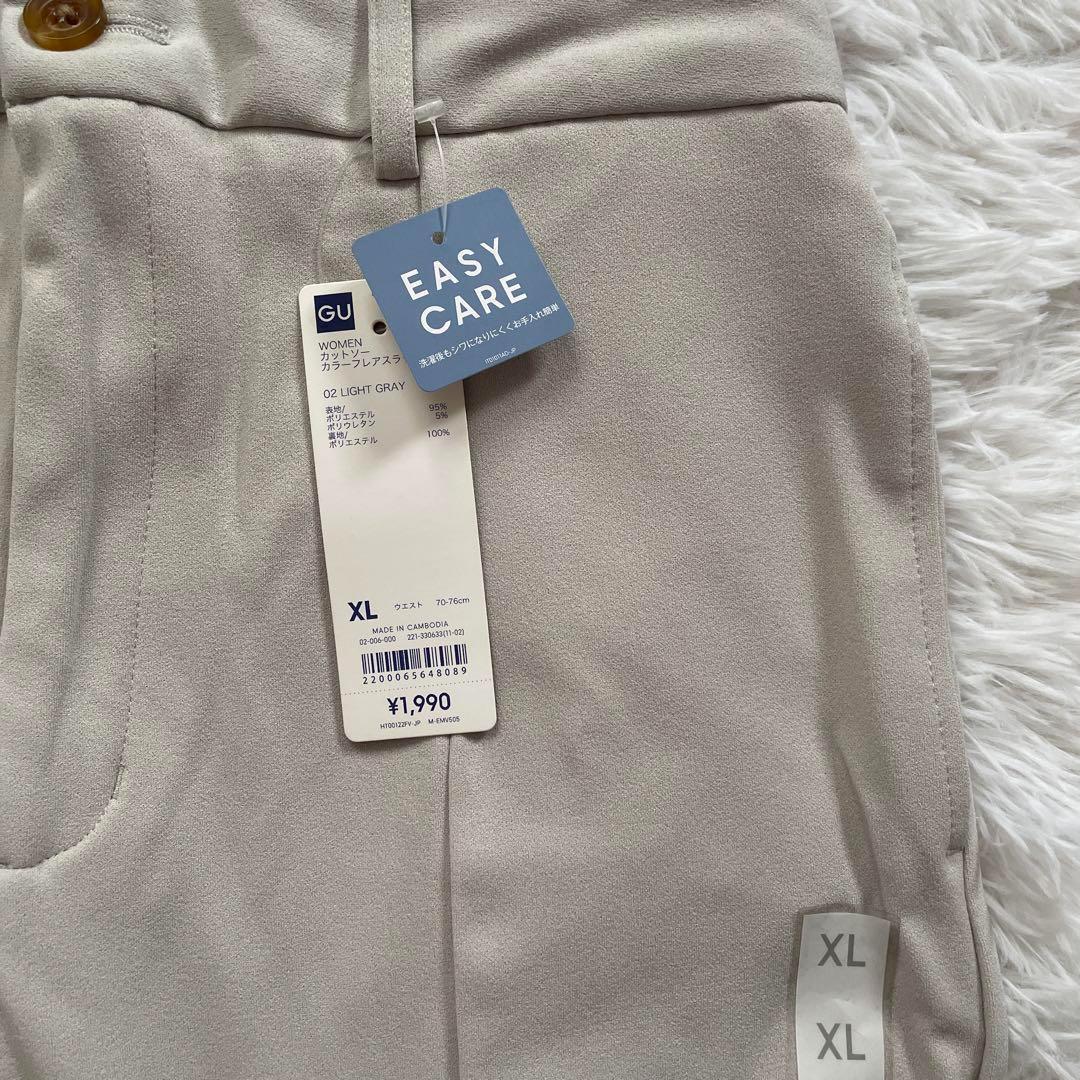 EASY
CARE
洗濯後もシワになりにくくお手入れ簡単
IT01011AD-JP
GU
WOMEN
カットソー
カラーフレアスラ
02 LIGHT GRAY
表地/
ポリエステル 95%
ポリウレタン 5%
裏地/
ポリエステル 100%
XL ウエスト 70-76cm
MADE IN CAMBODIA
02-006-000 221-330633(11-02)
2200065648089
¥1,990
HT00122FV-JP M-EMV505
XL
XL